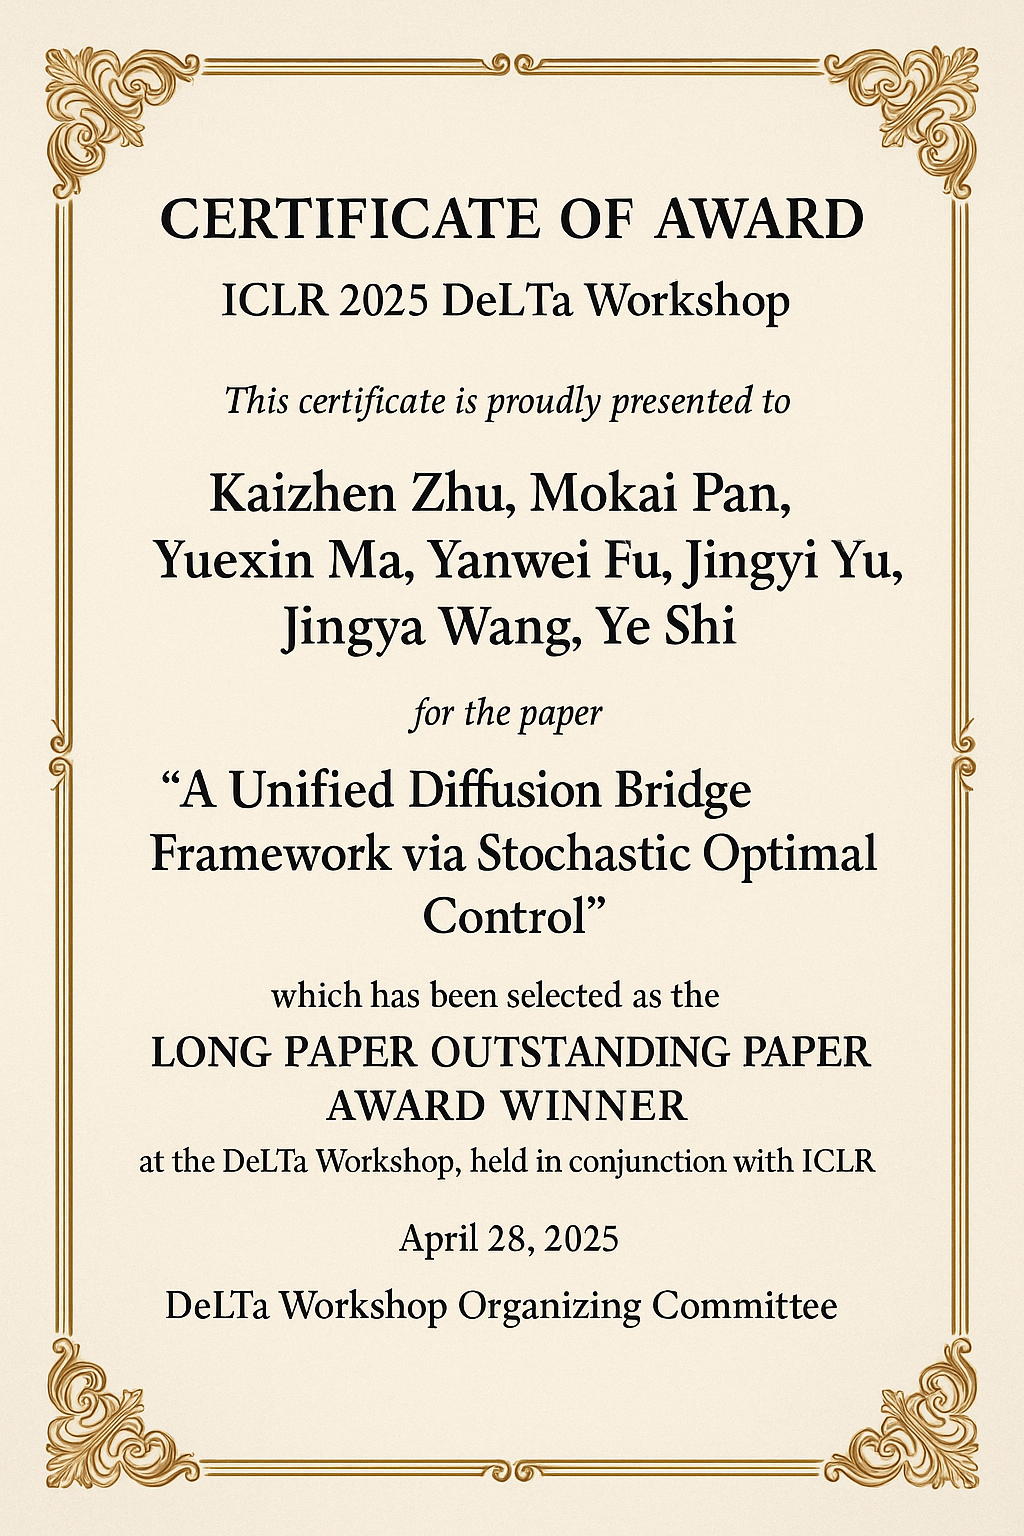 CERTIFICATE OF AWARD
ICLR 2025 DeLTa Workshop
This certificate is proudly presented to
Kaizhen Zhu, Mokai Pan,
Yuexin Ma, Yanwei Fu, Jingyi Yu,
Jingya Wang, Ye Shi
for the paper
“A Unified Diffusion Bridge
Framework via Stochastic Optimal
Control”
which has been selected as the
LONG PAPER OUTSTANDING PAPER
AWARD WINNER
at the DeLTa Workshop, held in conjunction with ICLR
April 28, 2025
DeLTa Workshop Organizing Committee